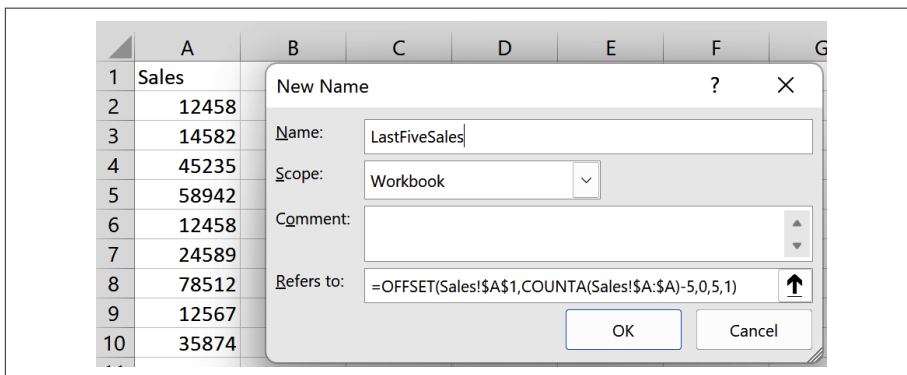 A B C D E F G
1 Sales
2 12458
3 14582
4 45235
5 58942
6 12458
7 24589
8 78512
9 12567
10 35874
New Name ? X
Name: LastFiveSales
Scope: Workbook
Comment:
Refers to: =OFFSET(Sales!$A$1,COUNTA(Sales!$A:$A)-5,0,5,1)
OK Cancel